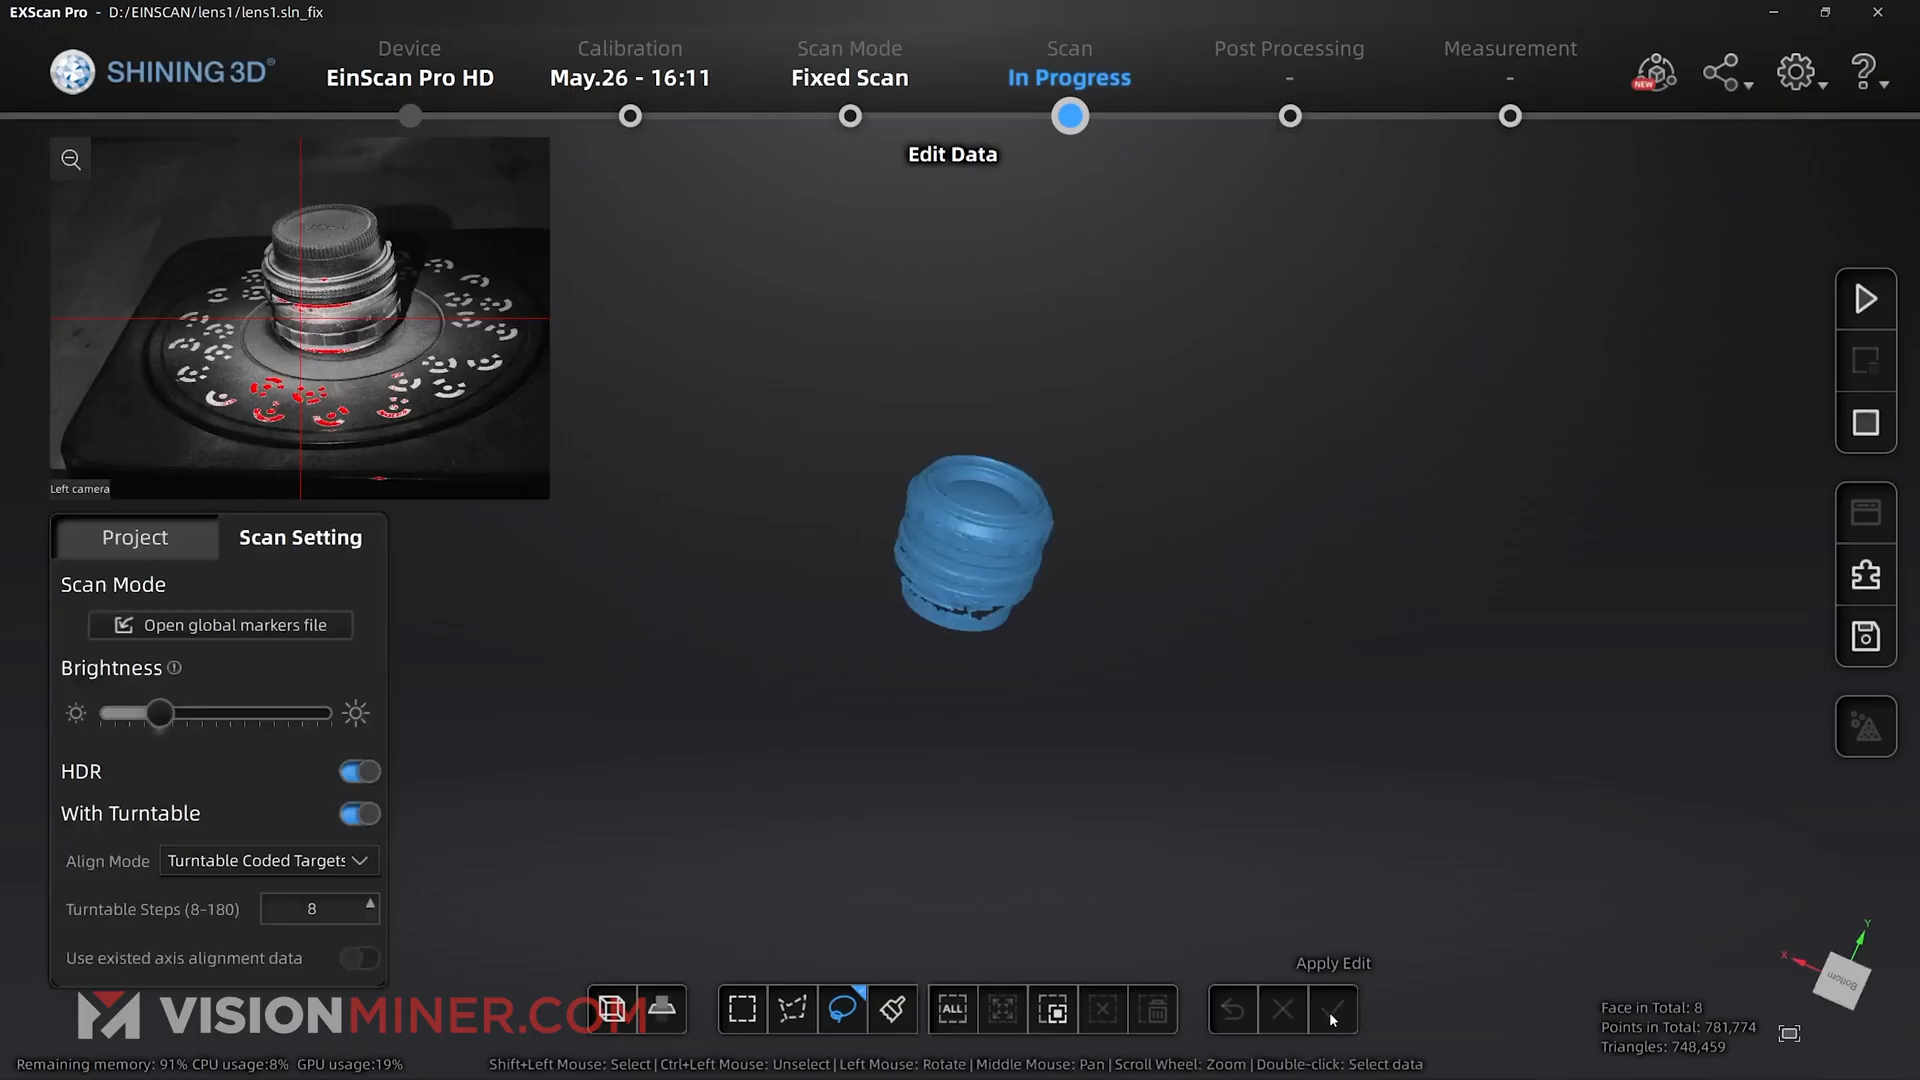 EXScan Pro - D:/EINSCAN/lens1/lens1.sln_fix
SHINING 3D®
Device
EinScan Pro HD
Calibration
May.26 - 16:11
Scan Mode
Fixed Scan
Scan
In Progress
Post Processing
-
Measurement
-
NEW
Edit Data
Left camera
Project
Scan Setting
Scan Mode
Open global markers file
Brightness
HDR
With Turntable
Align Mode
Turntable Coded Targets
Turntable Steps (8-180)
8
Use existed axis alignment data
VISIONMINER.COM
ALL
Apply Edit
Y
X
Bottom
Face in Total: 8
Points in Total: 781,774
Triangles: 748,459
Remaining memory: 91% CPU usage:8% GPU usage:19%
Shift+Left Mouse: Select | Ctrl+Left Mouse: Unselect | Left Mouse: Rotate | Middle Mouse: Pan | Scroll Wheel: Zoom | Double-click: Select data